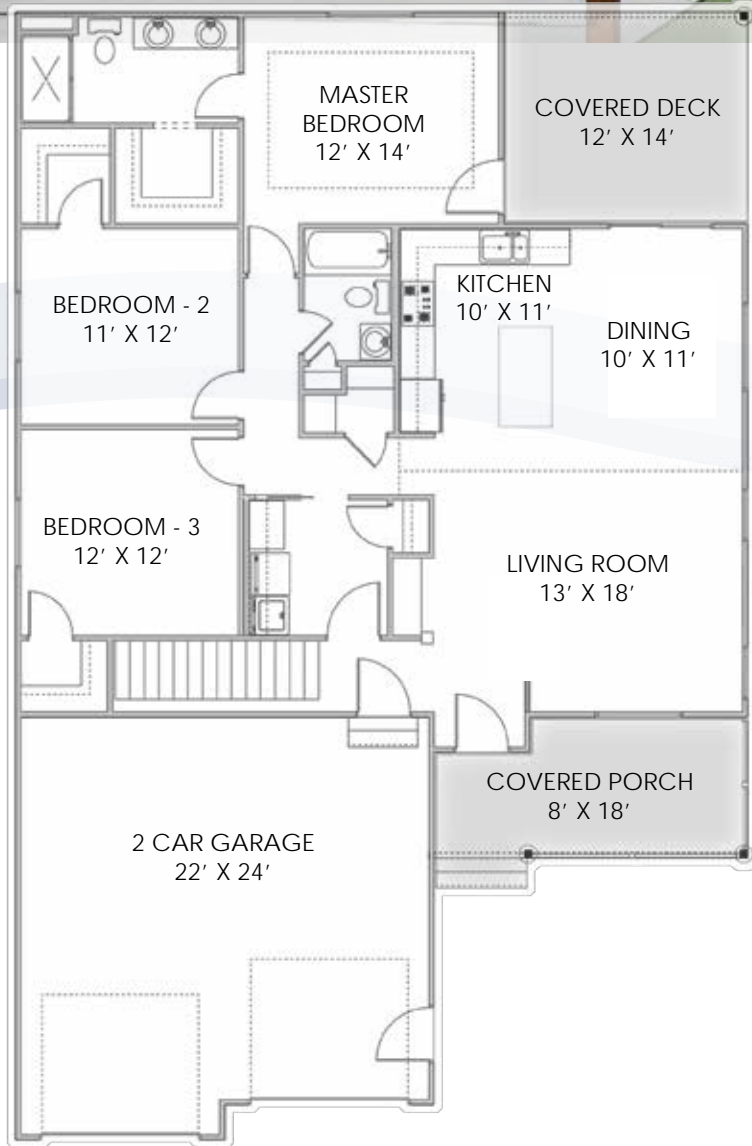 MASTER
BEDROOM
12' X 14'
COVERED DECK
12' X 14'
BEDROOM - 2
11' X 12'
KITCHEN
10' X 11'
DINING
10' X 11'
BEDROOM - 3
12' X 12'
LIVING ROOM
13' X 18'
COVERED PORCH
8' X 18'
2 CAR GARAGE
22' X 24'